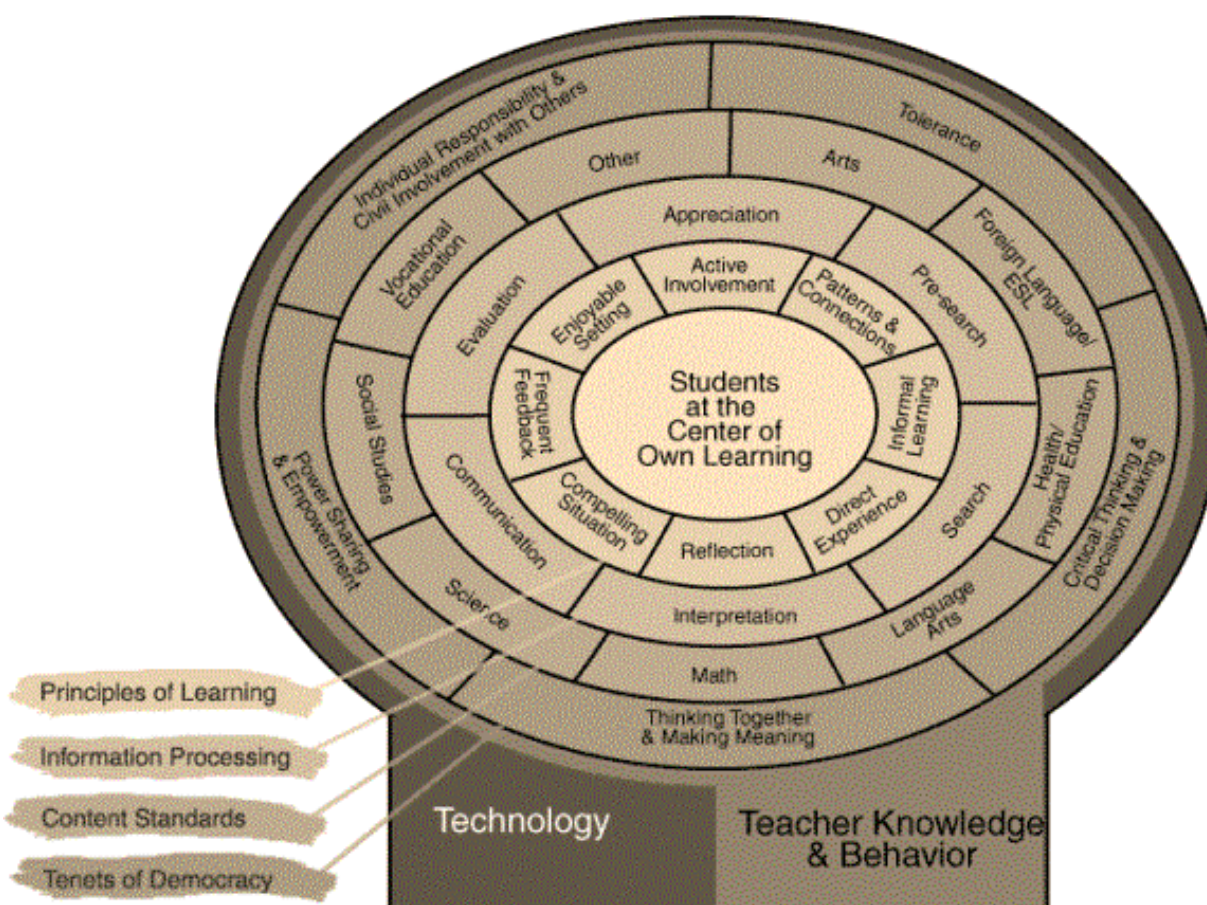 Individual Responsibility &
Civil Involvement with Others
Tolerance
Other
Arts
Vocational
Education
Foreign Language/
ESL
Appreciation
Evaluation
Pre-search
Active
Involvement
Enjoyable
Setting
Patterns &
Connections
Students
at the
Center of
Own Learning
Frequent
Feedback
Informal
Learning
Social Studies
Health/
Physical Education
Critical Thinking &
Decision Making
Power Sharing
& Empowerment
Communication
Compelling
Situation
Direct
Experience
Search
Reflection
Interpretation
Science
Language
Arts
Math
Thinking Together
& Making Meaning
Principles of Learning
Information Processing
Content Standards
Tenets of Democracy
Technology
Teacher Knowledge
& Behavior